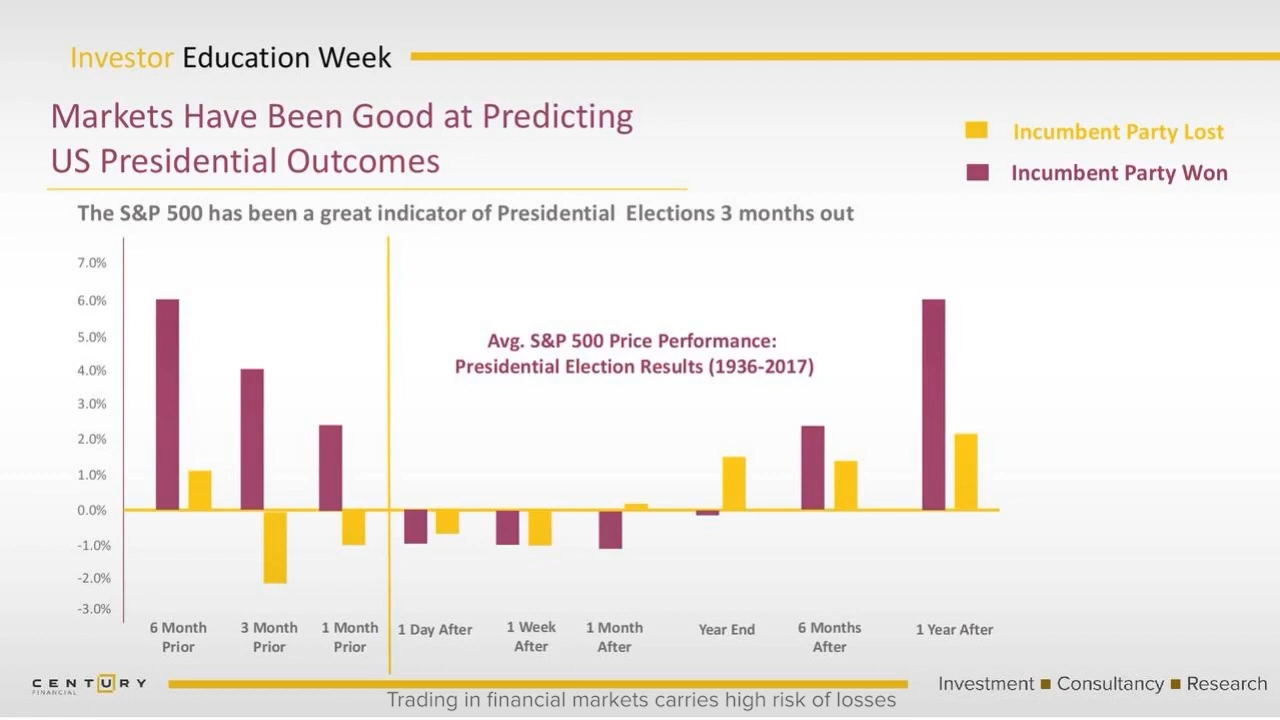 Investor Education Week
Markets Have Been Good at Predicting
US Presidential Outcomes
Incumbent Party Lost
Incumbent Party Won
The S&P 500 has been a great indicator of Presidential Elections 3 months out
7.0%
6.0%
5.0%
4.0%
3.0%
2.0%
1.0%
0.0%
-1.0%
-2.0%
-3.0%
Avg. S&P 500 Price Performance:
Presidential Election Results (1936-2017)
6 Month
Prior
3 Month
Prior
1 Month
Prior
1 Day After
1 Week
After
1 Month
After
Year End
6 Months
After
1 Year After
CENTURY
FINANCIAL
Trading in financial markets carries high risk of losses
Investment ■ Consultancy ■ Research